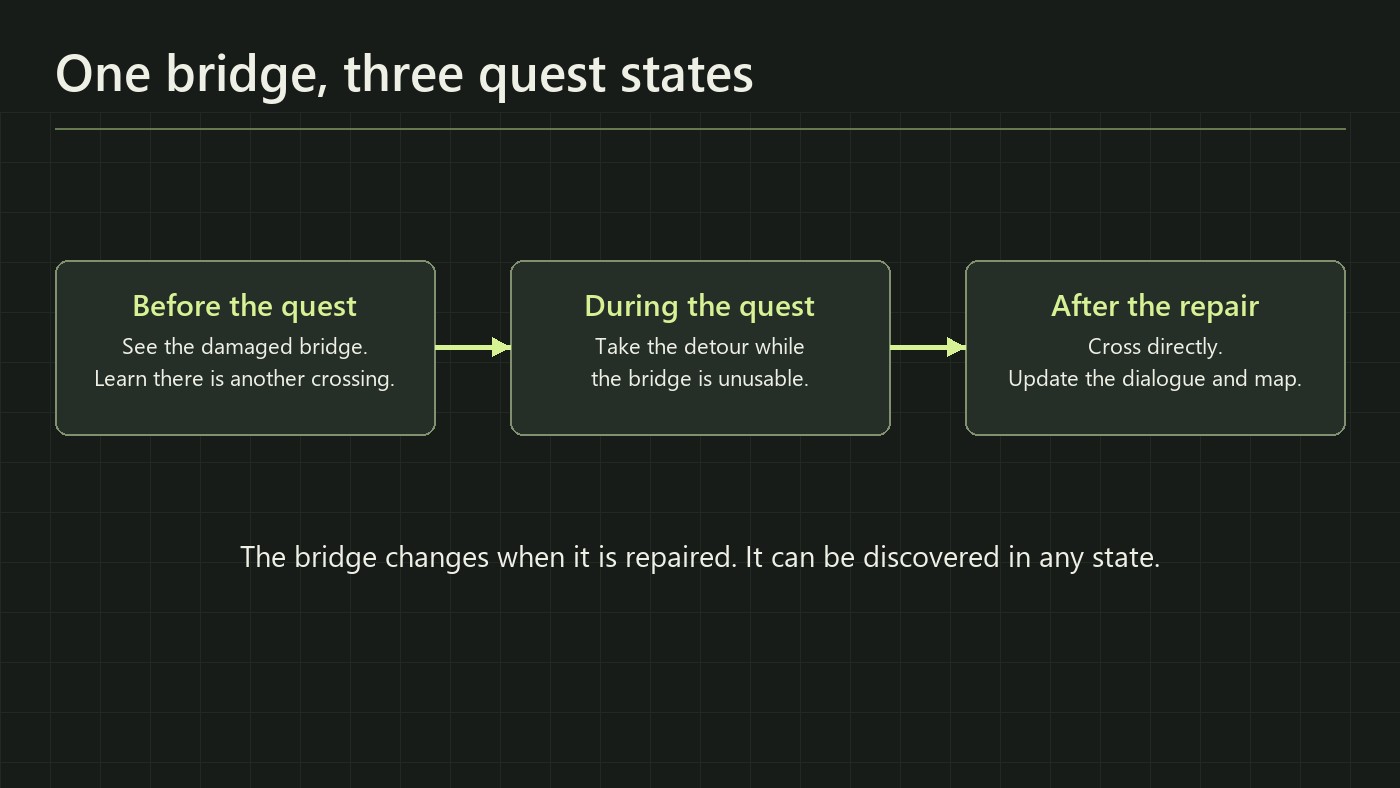 One bridge, three quest states
Before the quest
See the damaged bridge.
Learn there is another crossing.
During the quest
Take the detour while
the bridge is unusable.
After the repair
Cross directly.
Update the dialogue and map.
The bridge changes when it is repaired. It can be discovered in any state.